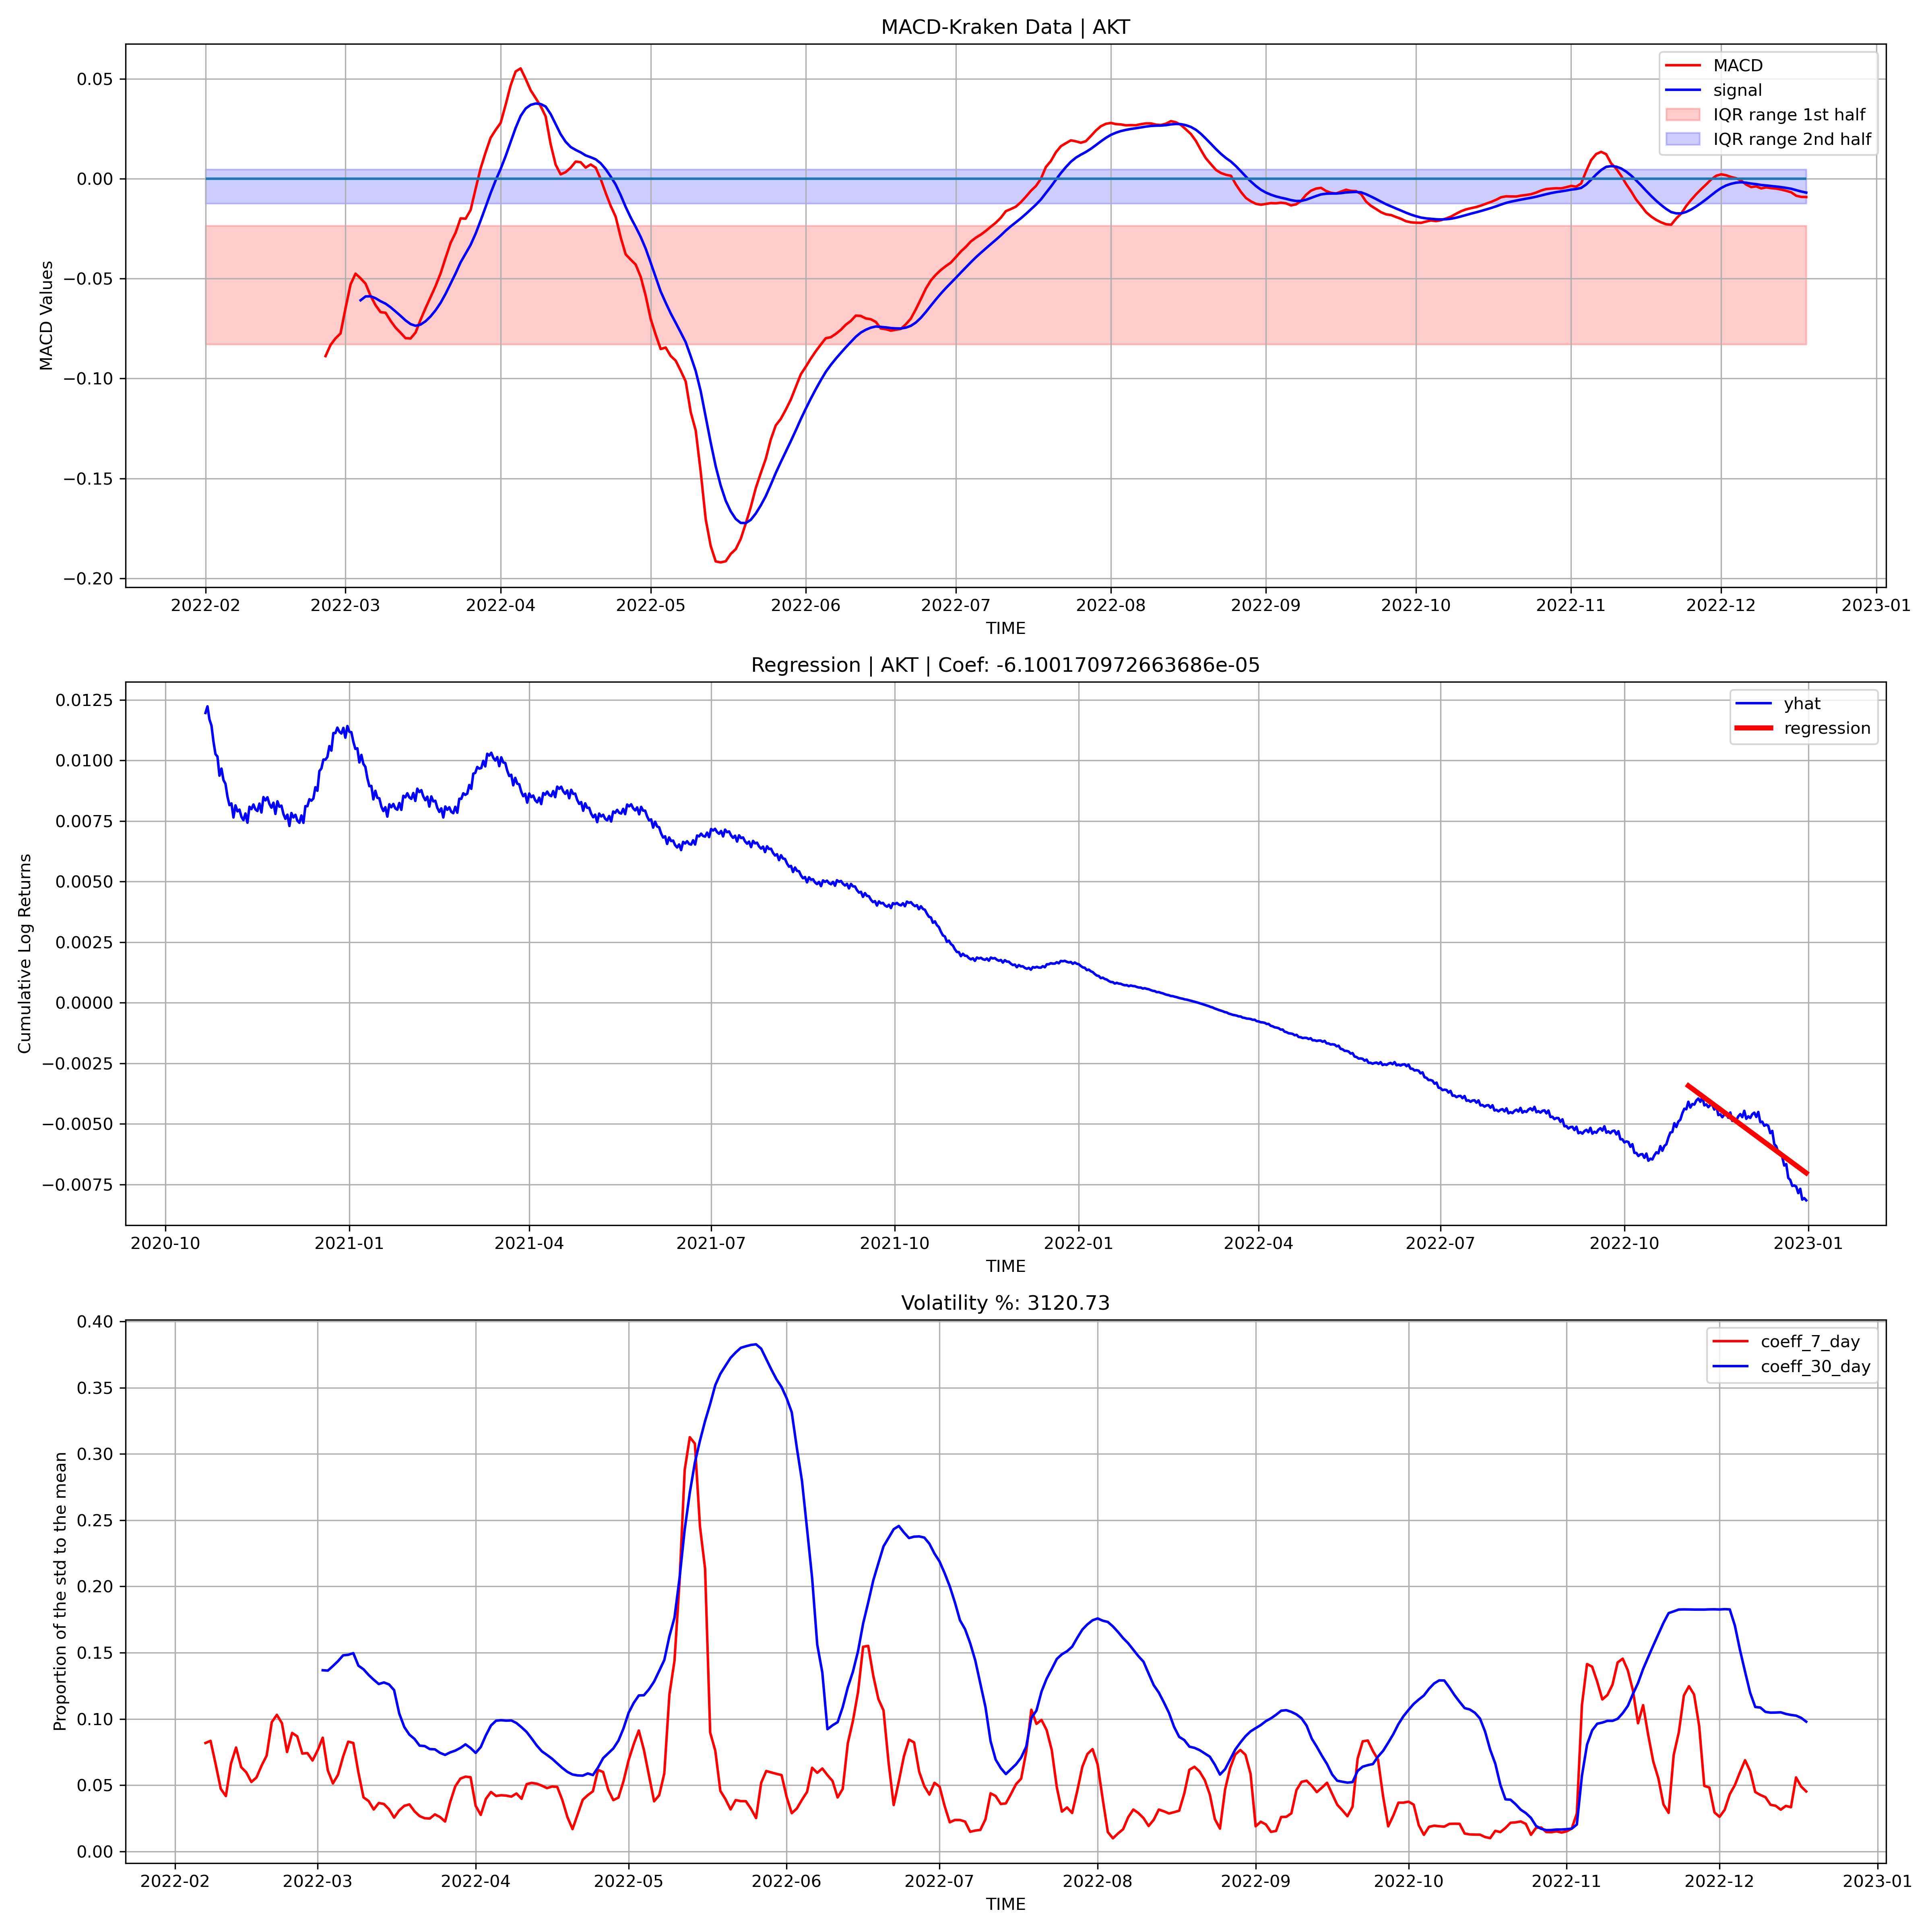 MACD-Kraken Data | AKT
MACD
signal
IQR range 1st half
IQR range 2nd half
0.05
0.00
−0.05
−0.10
−0.15
−0.20
MACD Values
2022-02 2022-03 2022-04 2022-05 2022-06 2022-07 2022-08 2022-09 2022-10 2022-11 2022-12 2023-01
TIME
Regression | AKT | Coef: -6.100170972663686e-05
yhat
regression
0.0125
0.0100
0.0075
0.0050
0.0025
0.0000
−0.0025
−0.0050
−0.0075
Cumulative Log Returns
2020-10 2021-01 2021-04 2021-07 2021-10 2022-01 2022-04 2022-07 2022-10 2023-01
TIME
Volatility %: 3120.73
coeff_7_day
coeff_30_day
0.40
0.35
0.30
0.25
0.20
0.15
0.10
0.05
0.00
Proportion of the std to the mean
2022-02 2022-03 2022-04 2022-05 2022-06 2022-07 2022-08 2022-09 2022-10 2022-11 2022-12 2023-01
TIME